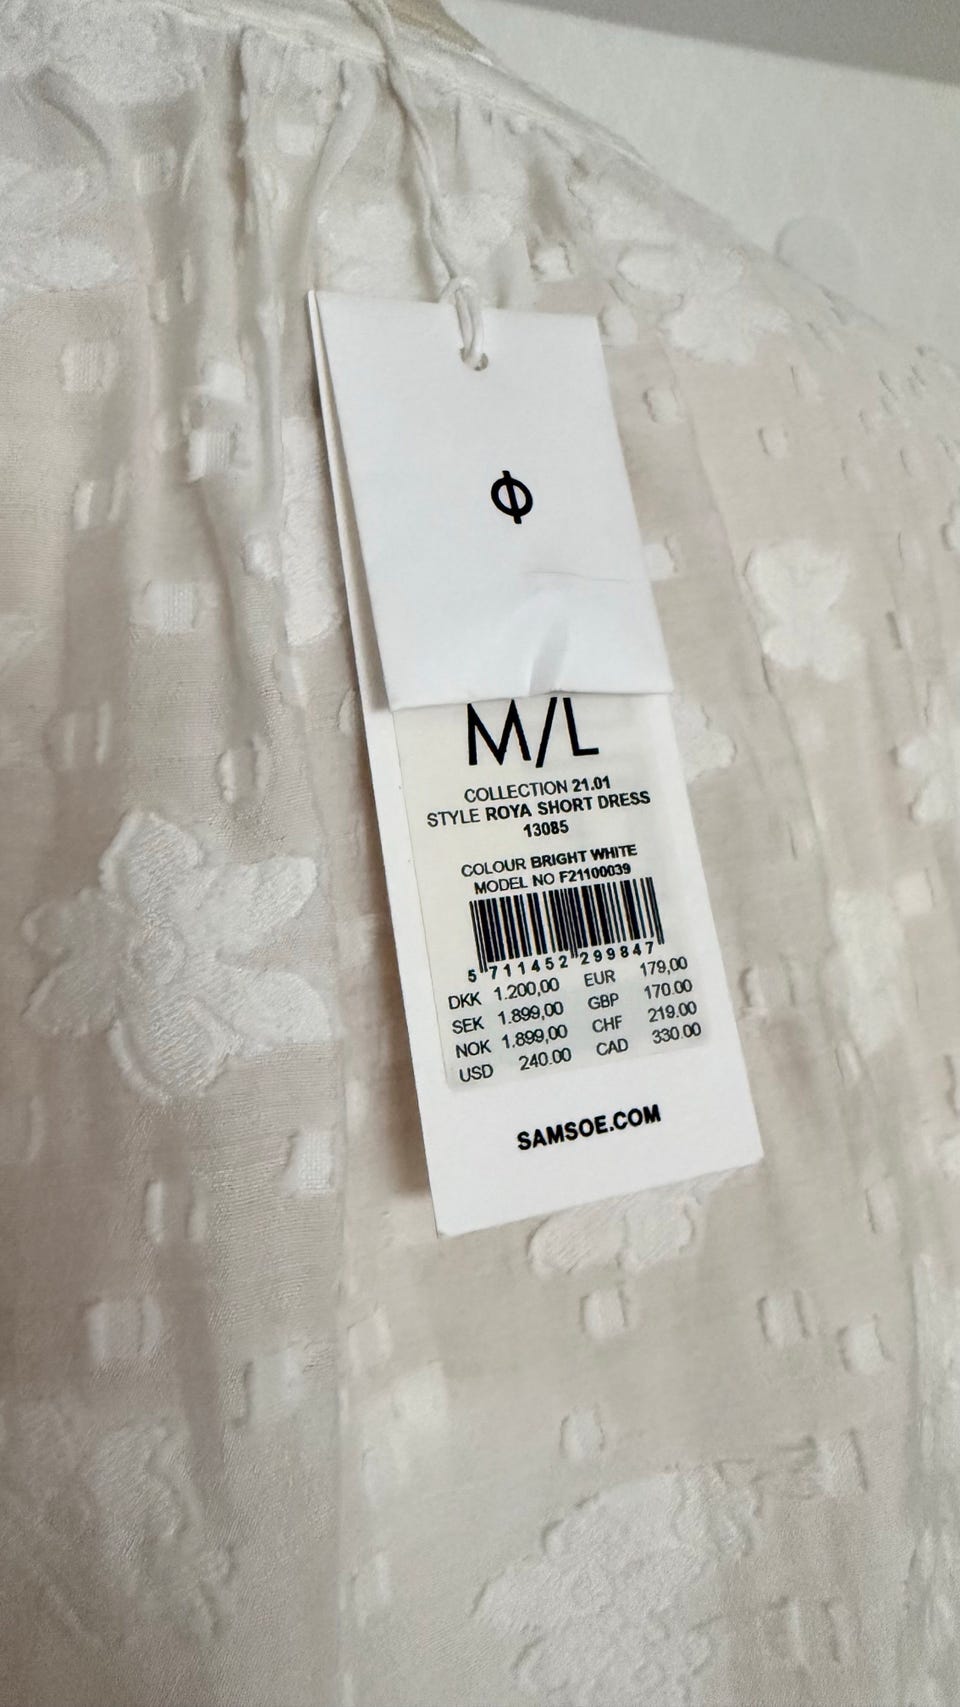 Φ
M/L
COLLECTION 21.01
STYLE ROYA SHORT DRESS
13085
COLOUR BRIGHT WHITE
MODEL NO F21100039
5 711452 299847
DKK 1.200,00 EUR 179,00
SEK 1.899,00 GBP 170.00
NOK 1.899,00 CHF 219.00
USD 240.00 CAD 330.00
SAMSOE.COM